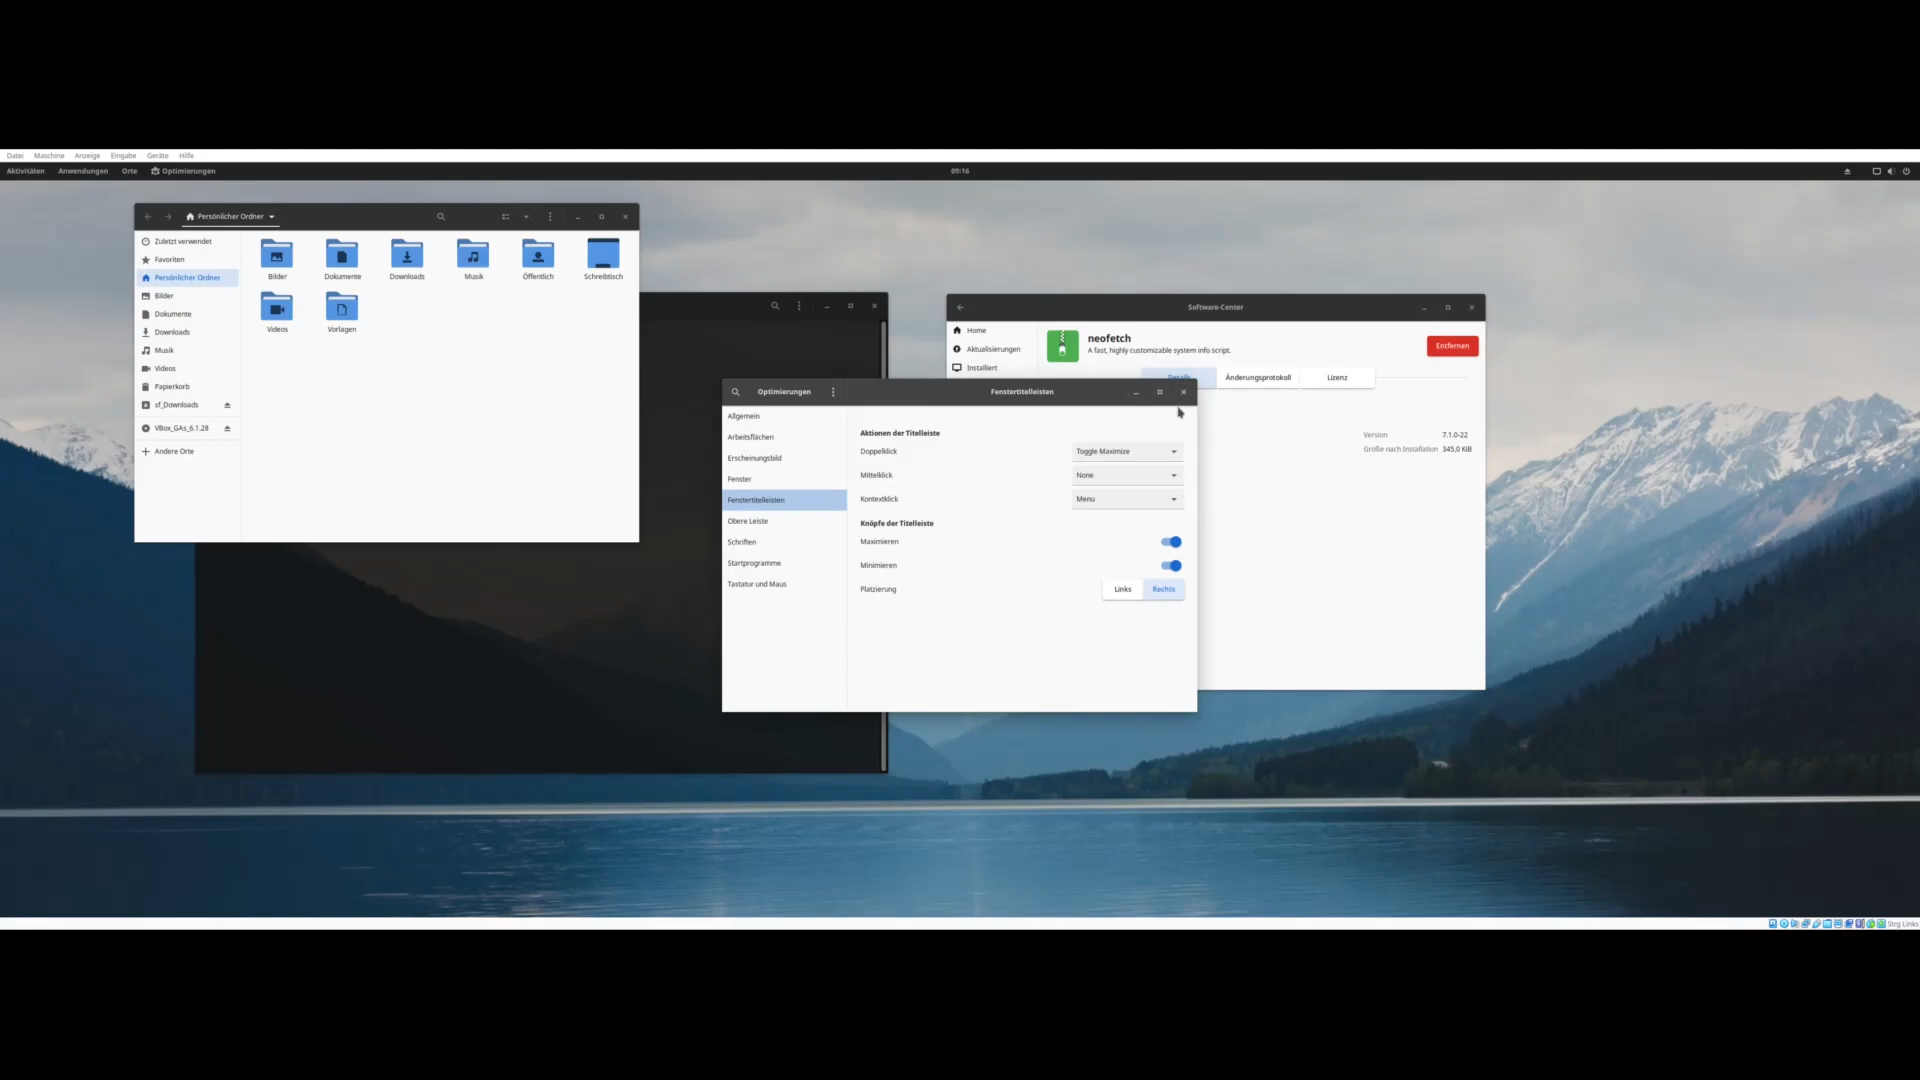 Datei Maschine Anzeige Eingabe Geräte Hilfe
Aktivitäten Anwendungen Orte Optimierungen 09:16
Persönlicher Ordner
Zuletzt verwendet
Favoriten
Persönlicher Ordner
Bilder
Dokumente
Downloads
Musik
Videos
Papierkorb
sf_Downloads
VBox_GAs_6.1.28
Andere Orte
Bilder Dokumente Downloads Musik Öffentlich Schreibtisch
Videos Vorlagen
Software-Center
Home
Aktualisierungen
Installiert
neofetch
A fast, highly customizable system info script.
Entfernen
Details Änderungsprotokoll Lizenz
Version 7.1.0-22
Größe nach Installation 345,0 KiB
Optimierungen
Fenstertitelleisten
Allgemein
Arbeitsflächen
Erscheinungsbild
Fenster
Fenstertitelleisten
Obere Leiste
Schriften
Startprogramme
Tastatur und Maus
Aktionen der Titelleiste
Doppelklick Toggle Maximize
Mittelklick None
Kontextklick Menu
Knöpfe der Titelleiste
Maximieren
Minimieren
Platzierung Links Rechts
Strg Links